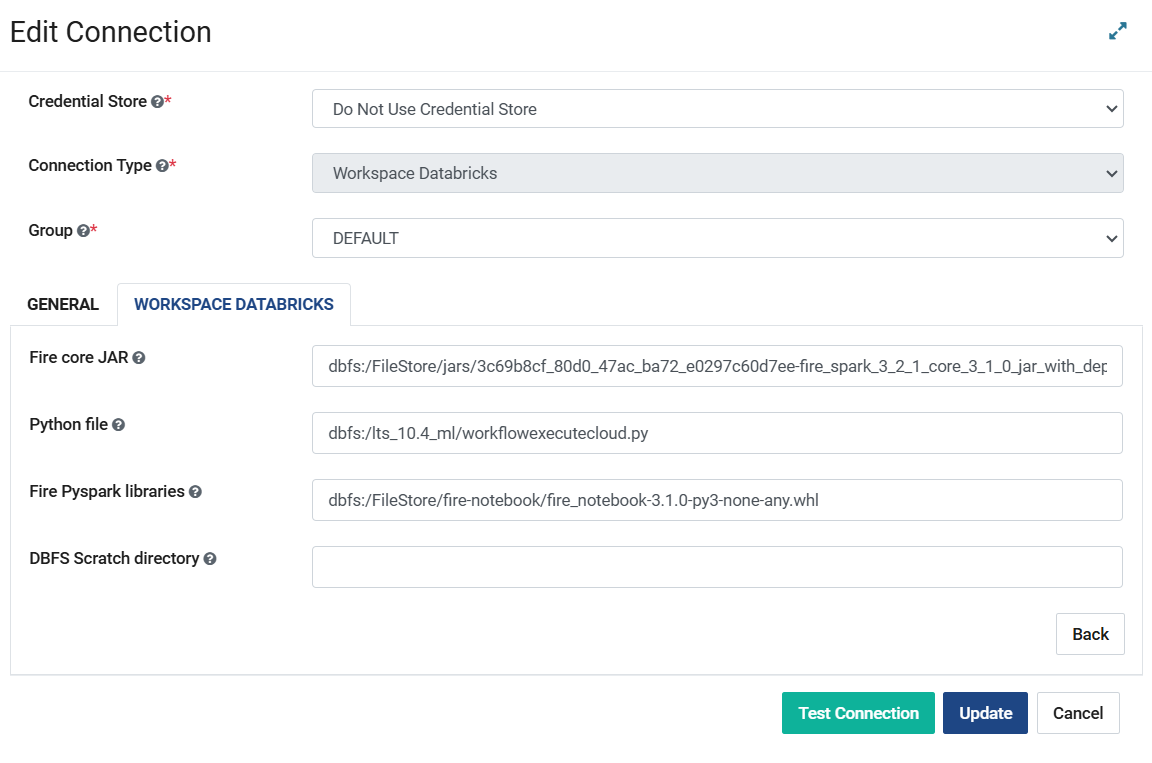 Edit Connection
Credential Store ?*
Do Not Use Credential Store
Connection Type ?*
Workspace Databricks
Group ?*
DEFAULT
GENERAL WORKSPACE DATABRICKS
Fire core JAR ?
dbfs:/FileStore/jars/3c69b8cf_80d0_47ac_ba72_e0297c60d7ee-fire_spark_3_2_1_core_3_1_0_jar_with_dep
Python file ?
dbfs:/lts_10.4_ml/workflowexecutecloud.py
Fire Pyspark libraries ?
dbfs:/FileStore/fire-notebook/fire_notebook-3.1.0-py3-none-any.whl
DBFS Scratch directory ?
Back
Test Connection Update Cancel